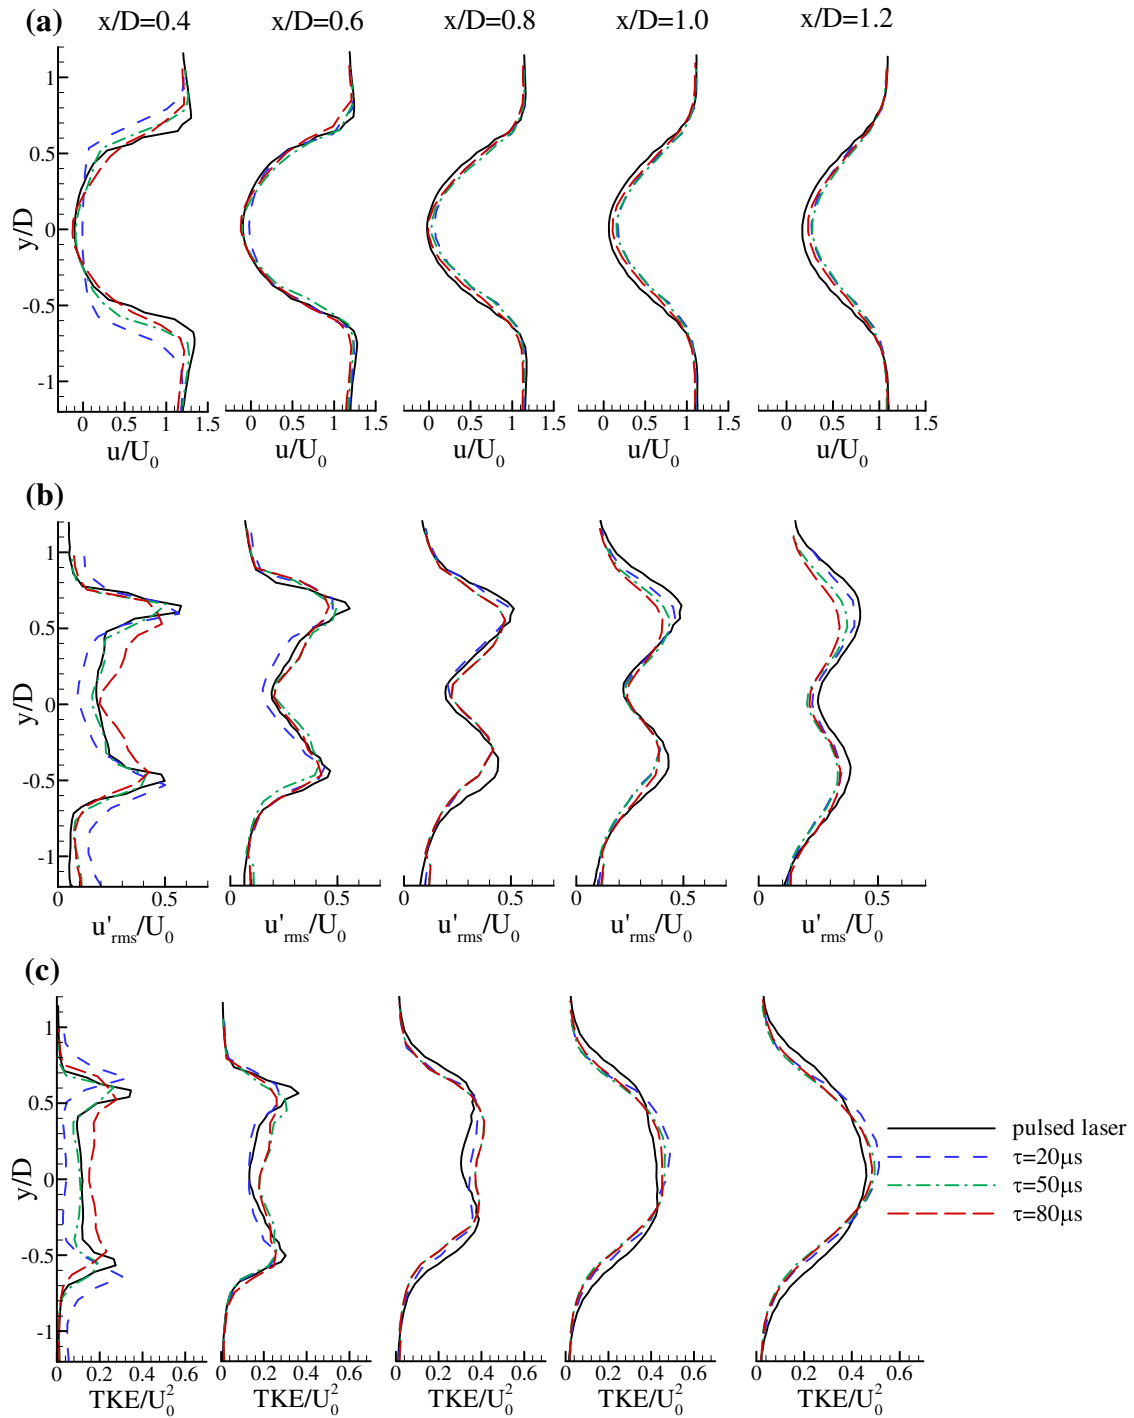 (a) x/D=0.4 x/D=0.6 x/D=0.8 x/D=1.0 x/D=1.2
1
0.5
0
-0.5
-1
y/D
0 0.5 1 1.5 0 0.5 1 1.5 0 0.5 1 1.5 0 0.5 1 1.5 0 0.5 1 1.5
u/U₀ u/U₀ u/U₀ u/U₀ u/U₀
(b)
1
0.5
0
-0.5
-1
y/D
0 0.5 0 0.5 0 0.5 0 0.5 0 0.5
u'rms/U₀ u'rms/U₀ u'rms/U₀ u'rms/U₀ u'rms/U₀
(c)
1
0.5
0
-0.5
-1
y/D
pulsed laser
τ=20μs
τ=50μs
τ=80μs
0 0.2 0.4 0.6 0 0.2 0.4 0.6 0 0.2 0.4 0.6 0 0.2 0.4 0.6 0 0.2 0.4 0.6
TKE/U₀² TKE/U₀² TKE/U₀² TKE/U₀² TKE/U₀²